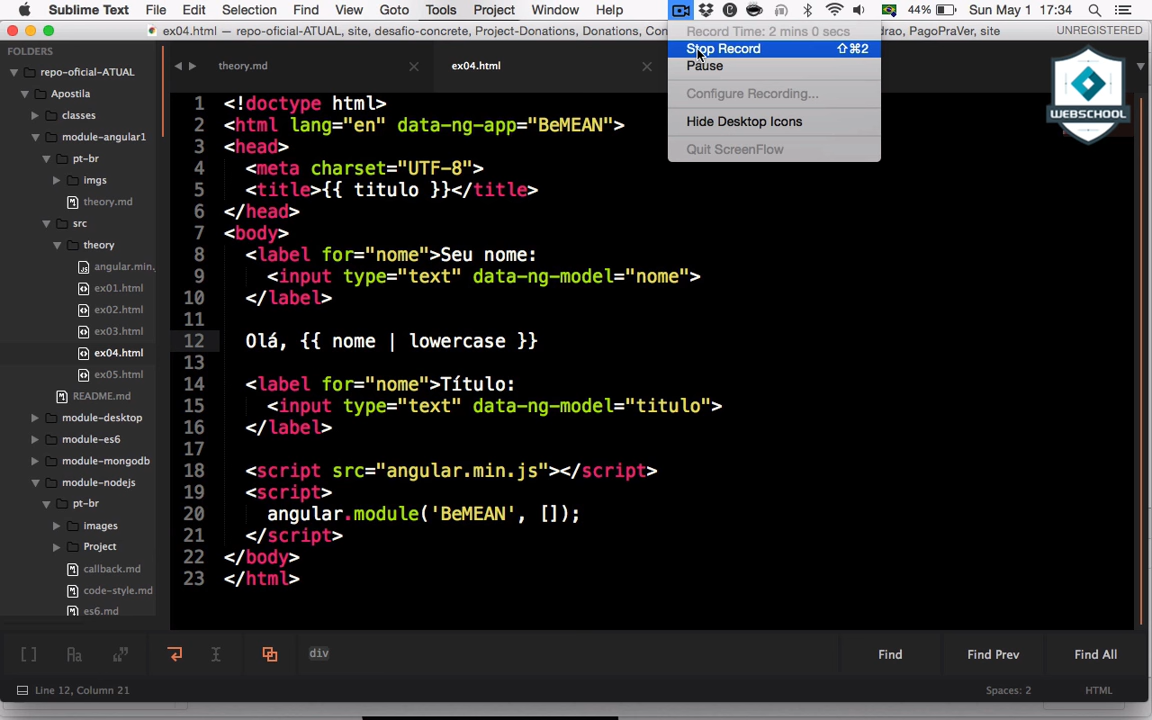 Sublime Text File Edit Selection Find View Goto Tools Project Window Help 44% Sun May 1 17:34
ex04.html — repo-oficial-ATUAL, site, desafio-concrete, Project-Donations, Donations, Con
drao, PagoPraVer, site UNREGISTERED
Record Time: 2 mins 0 secs
Stop Record ⇧⌘2
Pause
Configure Recording...
Hide Desktop Icons
Quit ScreenFlow
WEBSCHOOL
FOLDERS
repo-oficial-ATUAL
Apostila
classes
module-angular1
pt-br
imgs
theory.md
src
theory
angular.min.
ex01.html
ex02.html
ex03.html
ex04.html
ex05.html
README.md
module-desktop
module-es6
module-mongodb
module-nodejs
pt-br
images
Project
callback.md
code-style.md
es6.md
theory.md ex04.html
1 <!doctype html>
2 <html lang="en" data-ng-app="BeMEAN">
3 <head>
4 <meta charset="UTF-8">
5 <title>{{ titulo }}</title>
6 </head>
7 <body>
8 <label for="nome">Seu nome:
9 <input type="text" data-ng-model="nome">
10 </label>
11
12 Olá, {{ nome | lowercase }}
13
14 <label for="nome">Título:
15 <input type="text" data-ng-model="titulo">
16 </label>
17
18 <script src="angular.min.js"></script>
19 <script>
20 angular.module('BeMEAN', []);
21 </script>
22 </body>
23 </html>
div Find Find Prev Find All
Line 12, Column 21 Spaces: 2 HTML